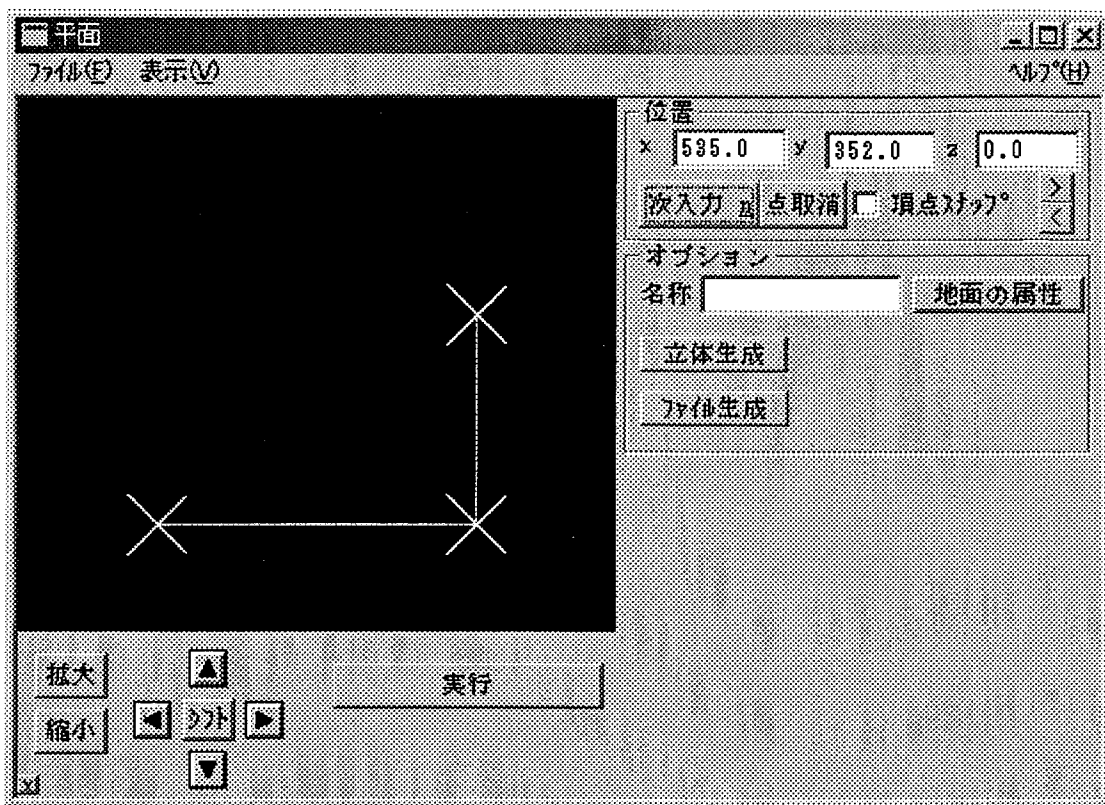 平面
ファイル(F) 表示(V) ヘルプ(H)
位置
x 535.0 y 352.0 z 0.0
次入力 点取消 頂点スナップ > <
オプション
名称 地面の属性
立体生成
ファイル生成
拡大 実行
縮小 シフト